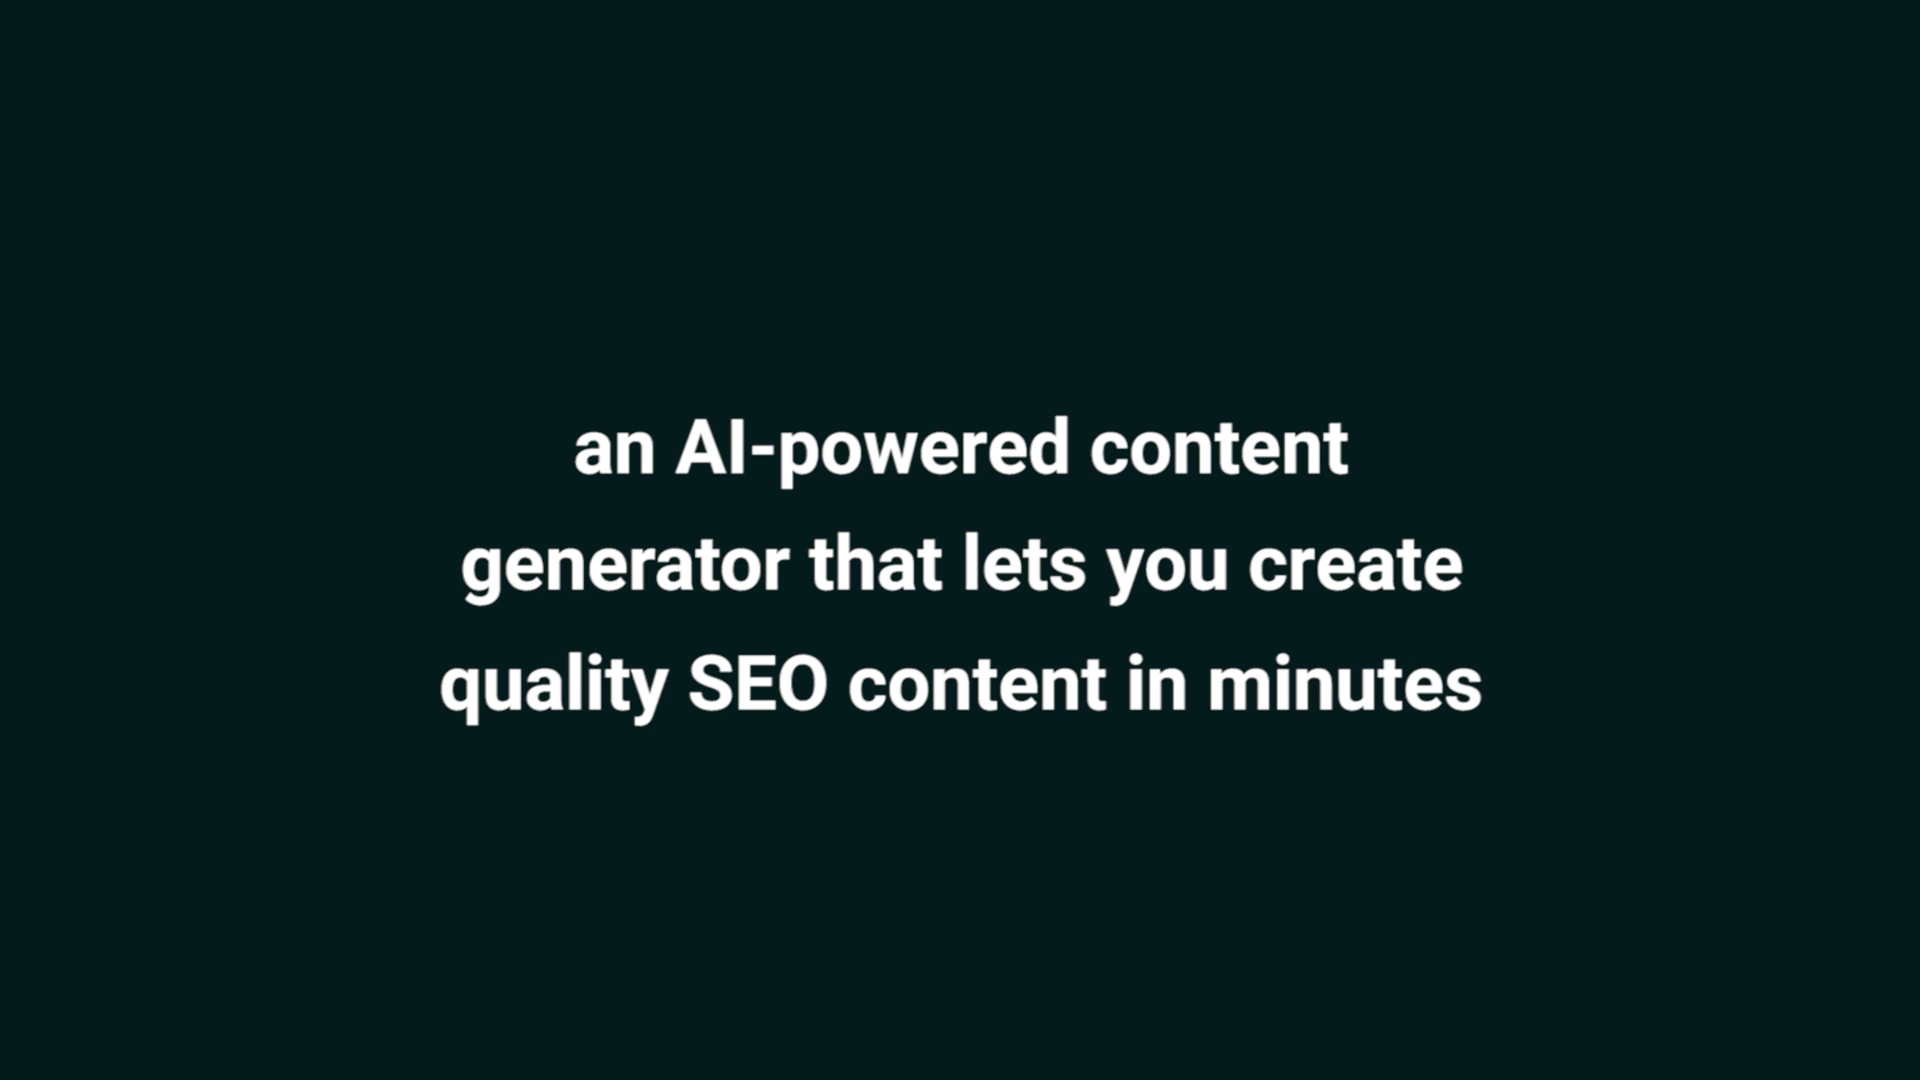 an AI-powered content
generator that lets you create
quality SEO content in minutes